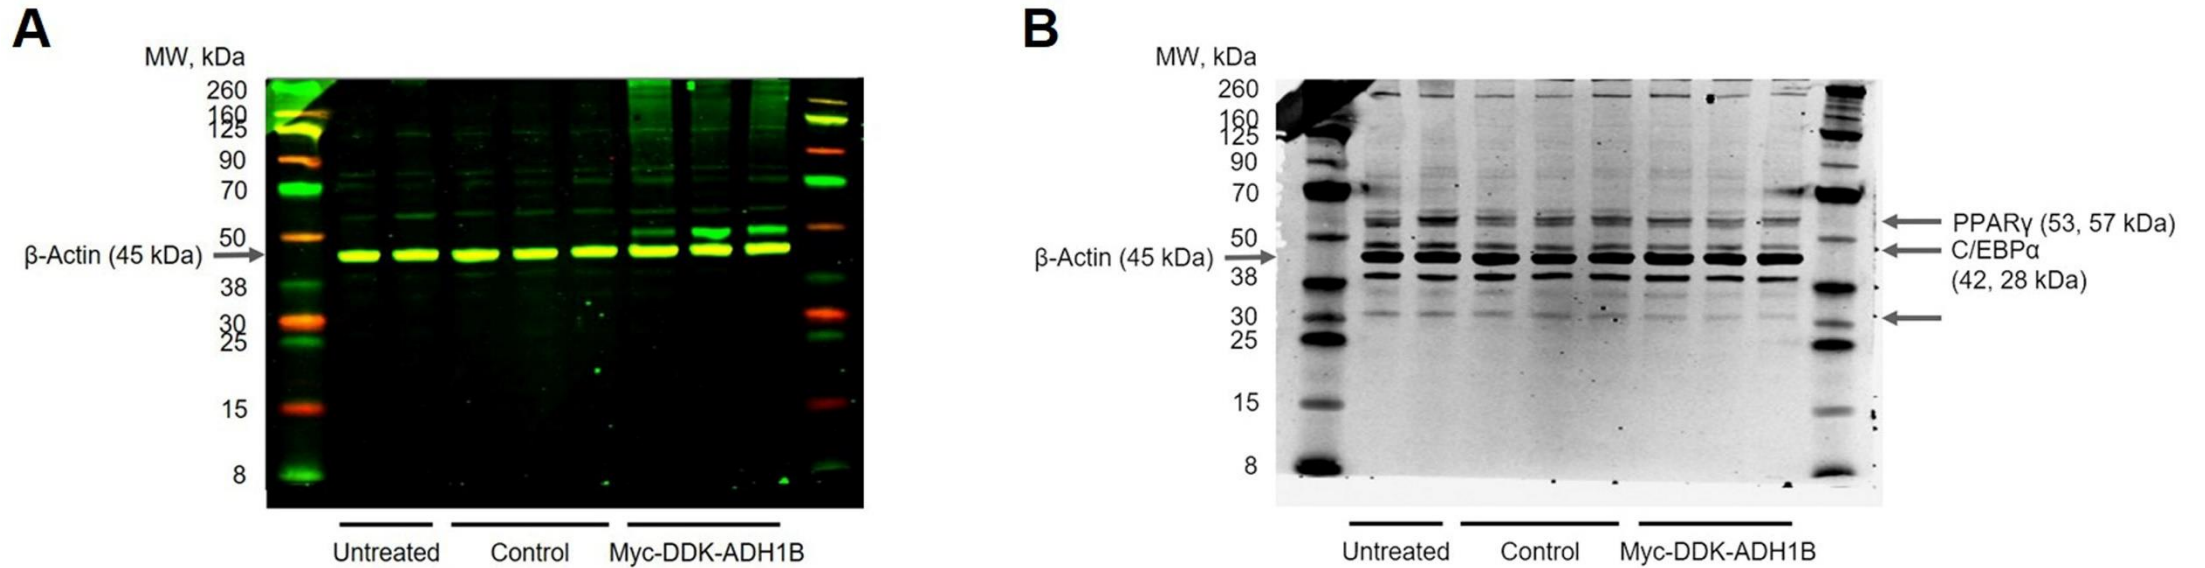 A
MW, kDa
260
160
125
90
70
50
β-Actin (45 kDa)
38
30
25
15
8
Untreated
Control
Myc-DDK-ADH1B
B
MW, kDa
260
160
125
90
70
50
β-Actin (45 kDa)
38
30
25
15
8
PPARγ (53, 57 kDa)
C/EBPα
(42, 28 kDa)
Untreated
Control
Myc-DDK-ADH1B